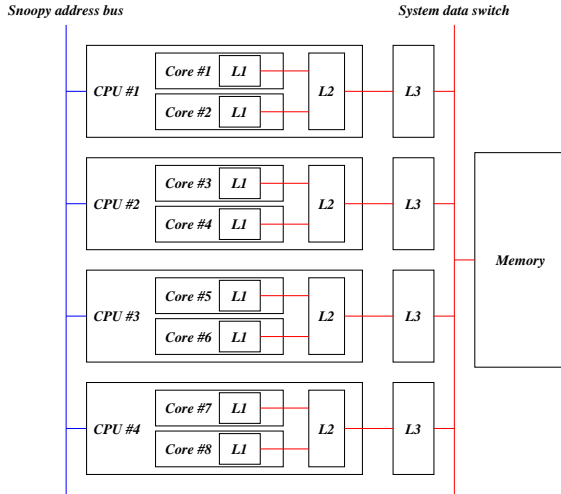 Snoopy address bus
System data switch
CPU #1
Core #1
L1
Core #2
L1
L2
L3
CPU #2
Core #3
L1
Core #4
L1
L2
L3
Memory
CPU #3
Core #5
L1
Core #6
L1
L2
L3
CPU #4
Core #7
L1
Core #8
L1
L2
L3